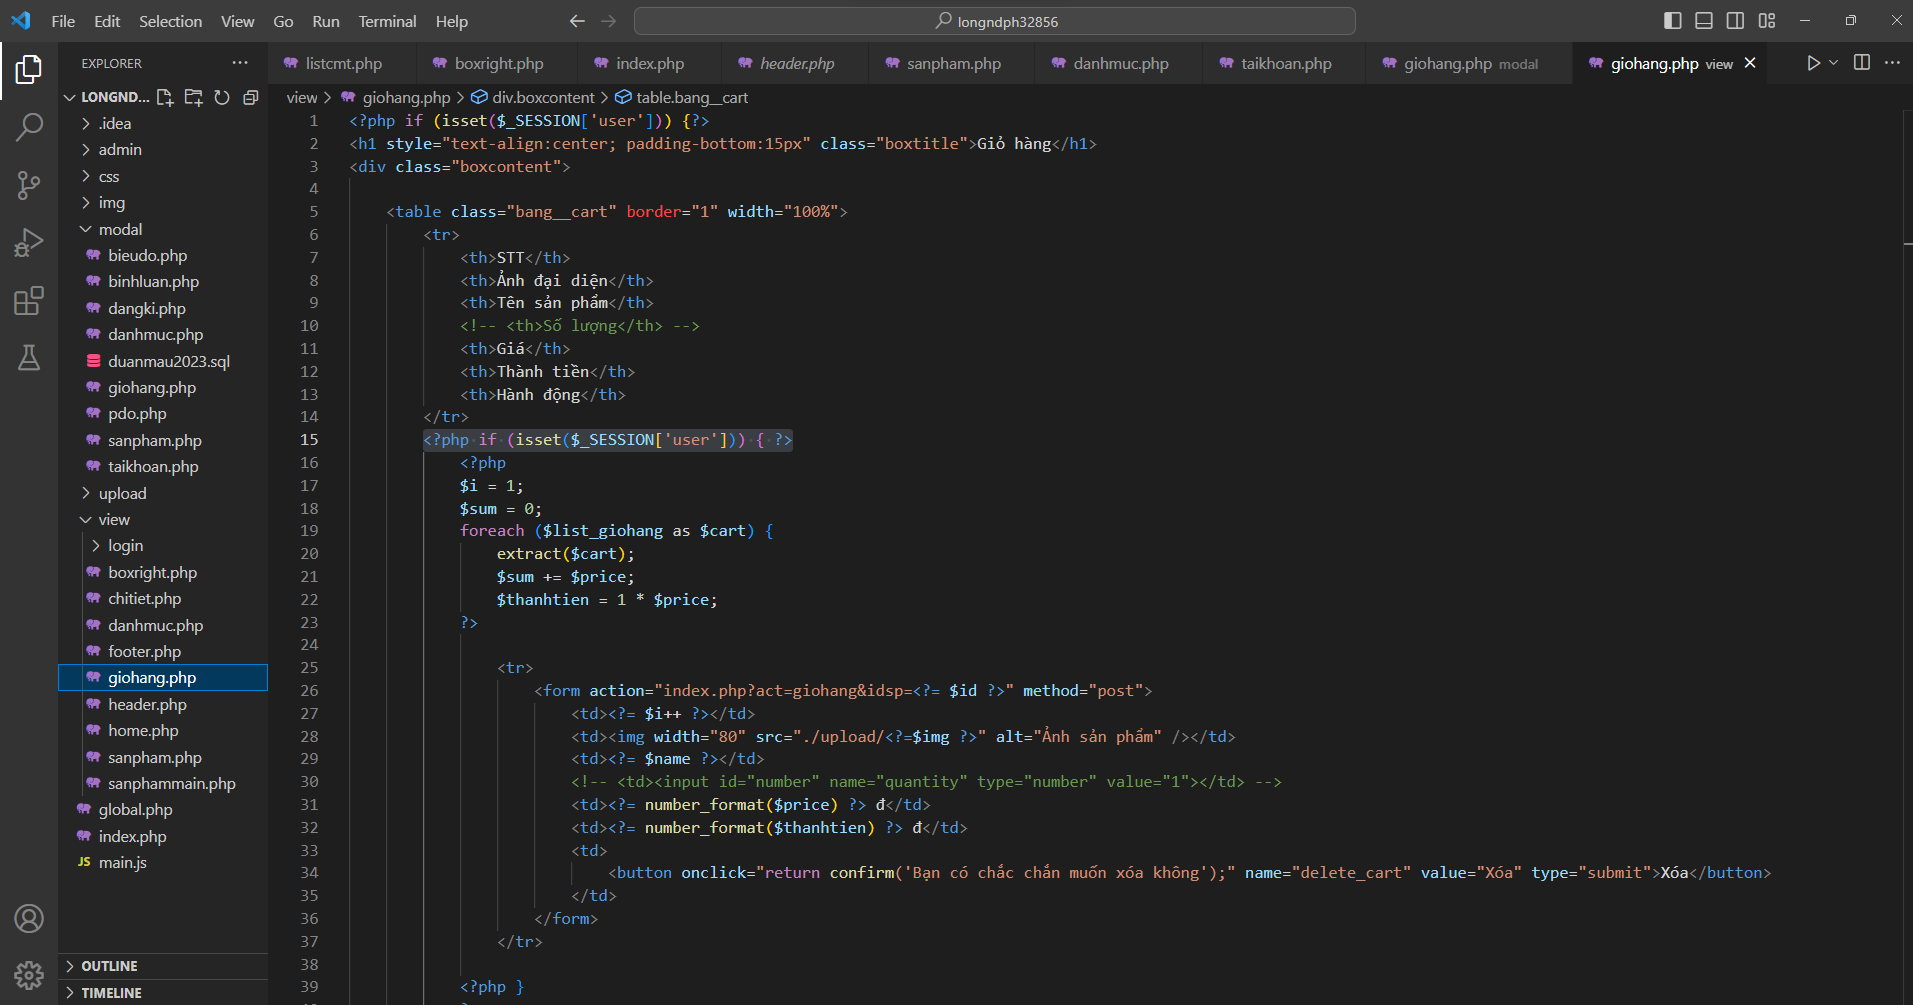 File Edit Selection View Go Run Terminal Help
longndph32856
EXPLORER
listcmt.php boxright.php index.php header.php sanpham.php danhmuc.php taikhoan.php giohang.php modal giohang.php view
LONGND...
view > giohang.php > div.boxcontent > table.bang__cart
.idea
admin
css
img
modal
bieudo.php
binhluan.php
dangki.php
danhmuc.php
duanmau2023.sql
giohang.php
pdo.php
sanpham.php
taikhoan.php
upload
view
login
boxright.php
chitiet.php
danhmuc.php
footer.php
giohang.php
header.php
home.php
sanpham.php
sanphammain.php
global.php
index.php
JS main.js
OUTLINE
TIMELINE
1 <?php if (isset($_SESSION['user'])) {?>
2 <h1 style="text-align:center; padding-bottom:15px" class="boxtitle">Giỏ hàng</h1>
3 <div class="boxcontent">
4
5 <table class="bang__cart" border="1" width="100%">
6 <tr>
7 <th>STT</th>
8 <th>Ảnh đại diện</th>
9 <th>Tên sản phẩm</th>
10 <!-- <th>Số lượng</th> -->
11 <th>Giá</th>
12 <th>Thành tiền</th>
13 <th>Hành động</th>
14 </tr>
15 <?php if (isset($_SESSION['user'])) { ?>
16 <?php
17 $i = 1;
18 $sum = 0;
19 foreach ($list_giohang as $cart) {
20 extract($cart);
21 $sum += $price;
22 $thanhtien = 1 * $price;
23 ?>
24
25 <tr>
26 <form action="index.php?act=giohang&idsp=<?= $id ?>" method="post">
27 <td><?= $i++ ?></td>
28 <td><img width="80" src="./upload/<?=$img ?>" alt="Ảnh sản phẩm" /></td>
29 <td><?= $name ?></td>
30 <!-- <td><input id="number" name="quantity" type="number" value="1"></td> -->
31 <td><?= number_format($price) ?> đ</td>
32 <td><?= number_format($thanhtien) ?> đ</td>
33 <td>
34 <button onclick="return confirm('Bạn có chắc chắn muốn xóa không');" name="delete_cart" value="Xóa" type="submit">Xóa</button>
35 </td>
36 </form>
37 </tr>
38
39 <?php }